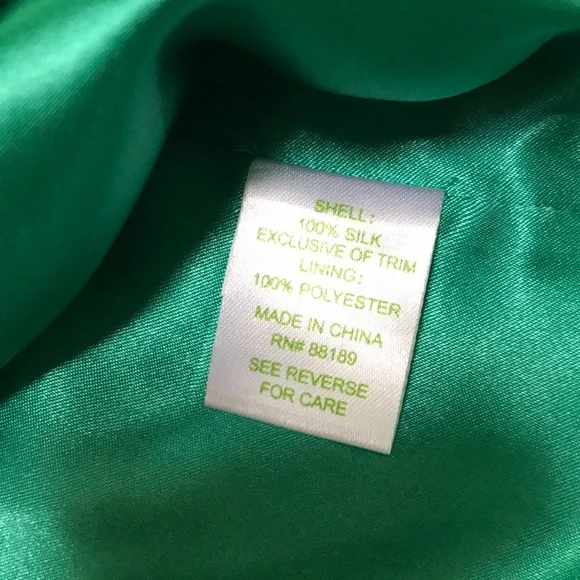 SHELL:
100% SILK
EXCLUSIVE OF TRIM
LINING:
100% POLYESTER
MADE IN CHINA
RN# 88189
SEE REVERSE
FOR CARE